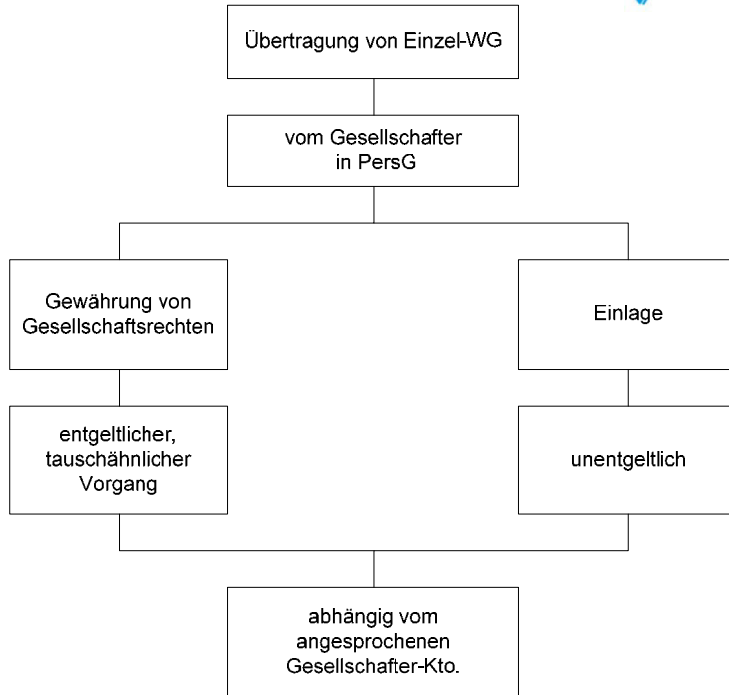 Übertragung von Einzel-WG
vom Gesellschafter
in PersG
Gewährung von
Gesellschaftsrechten
Einlage
entgeltlicher,
tauschähnlicher
Vorgang
unentgeltlich
abhängig vom
angesprochenen
Gesellschafter-Kto.